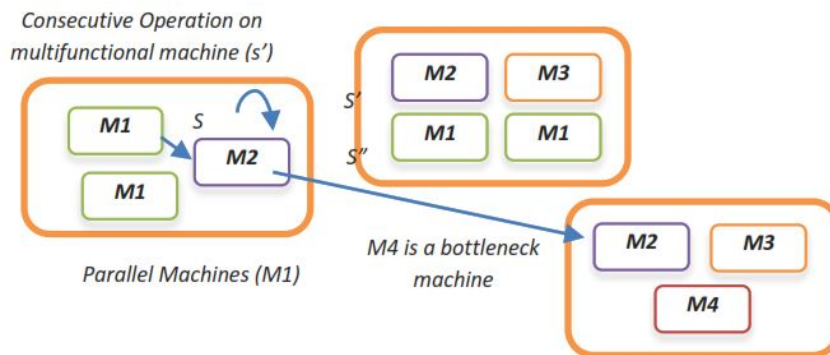 Consecutive Operation on
multifunctional machine (s’)
M1
S
M2
M1
Parallel Machines (M1)
M2
M3
S’
M1
M1
S”
M4 is a bottleneck
machine
M2
M3
M4